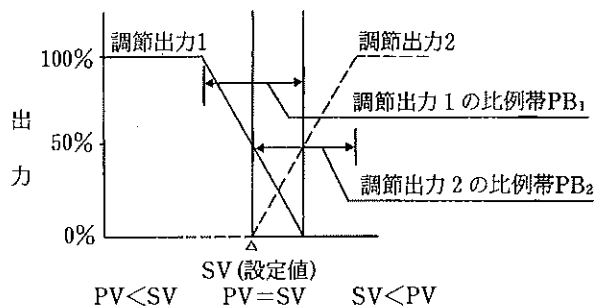 調節出力1
調節出力2
100%
調節出力1の比例帯PB₁
出力
50%
調節出力2の比例帯PB₂
0%
△
SV(設定値)
PV<SV PV=SV SV<PV